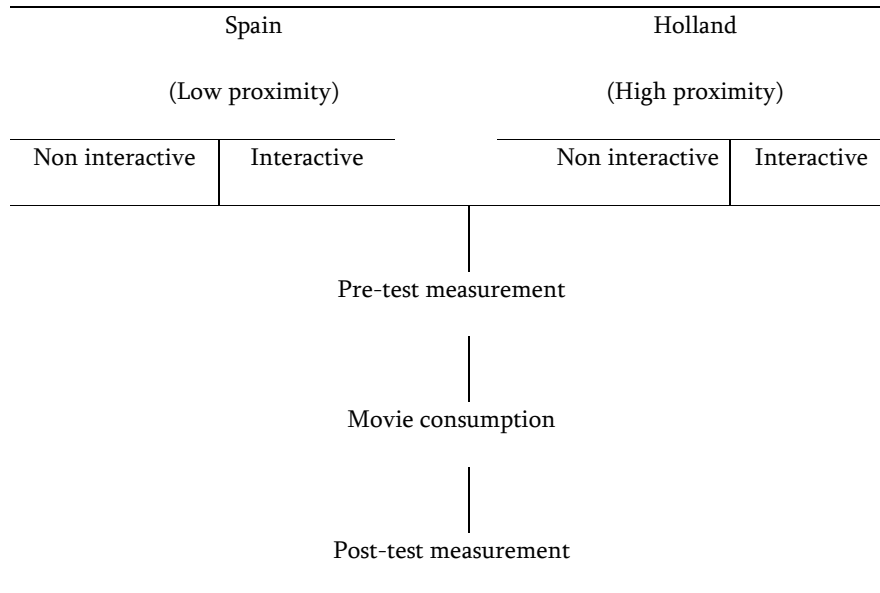 Spain Holland
(Low proximity) (High proximity)
Non interactive Interactive Non interactive Interactive
Pre-test measurement
Movie consumption
Post-test measurement